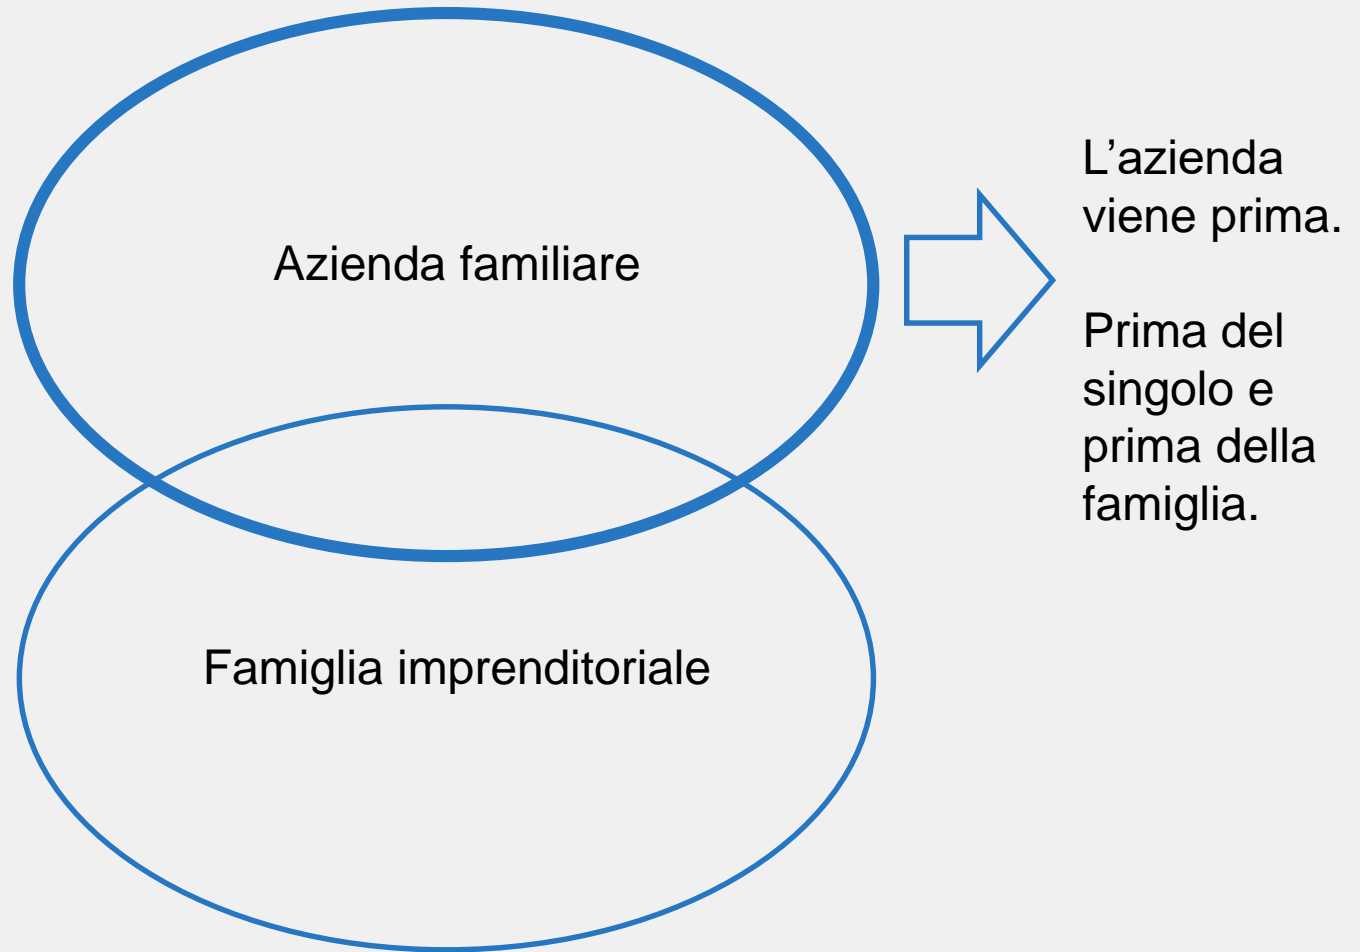 Azienda familiare
L’azienda
viene prima.
Prima del
singolo e
prima della
famiglia.
Famiglia imprenditoriale